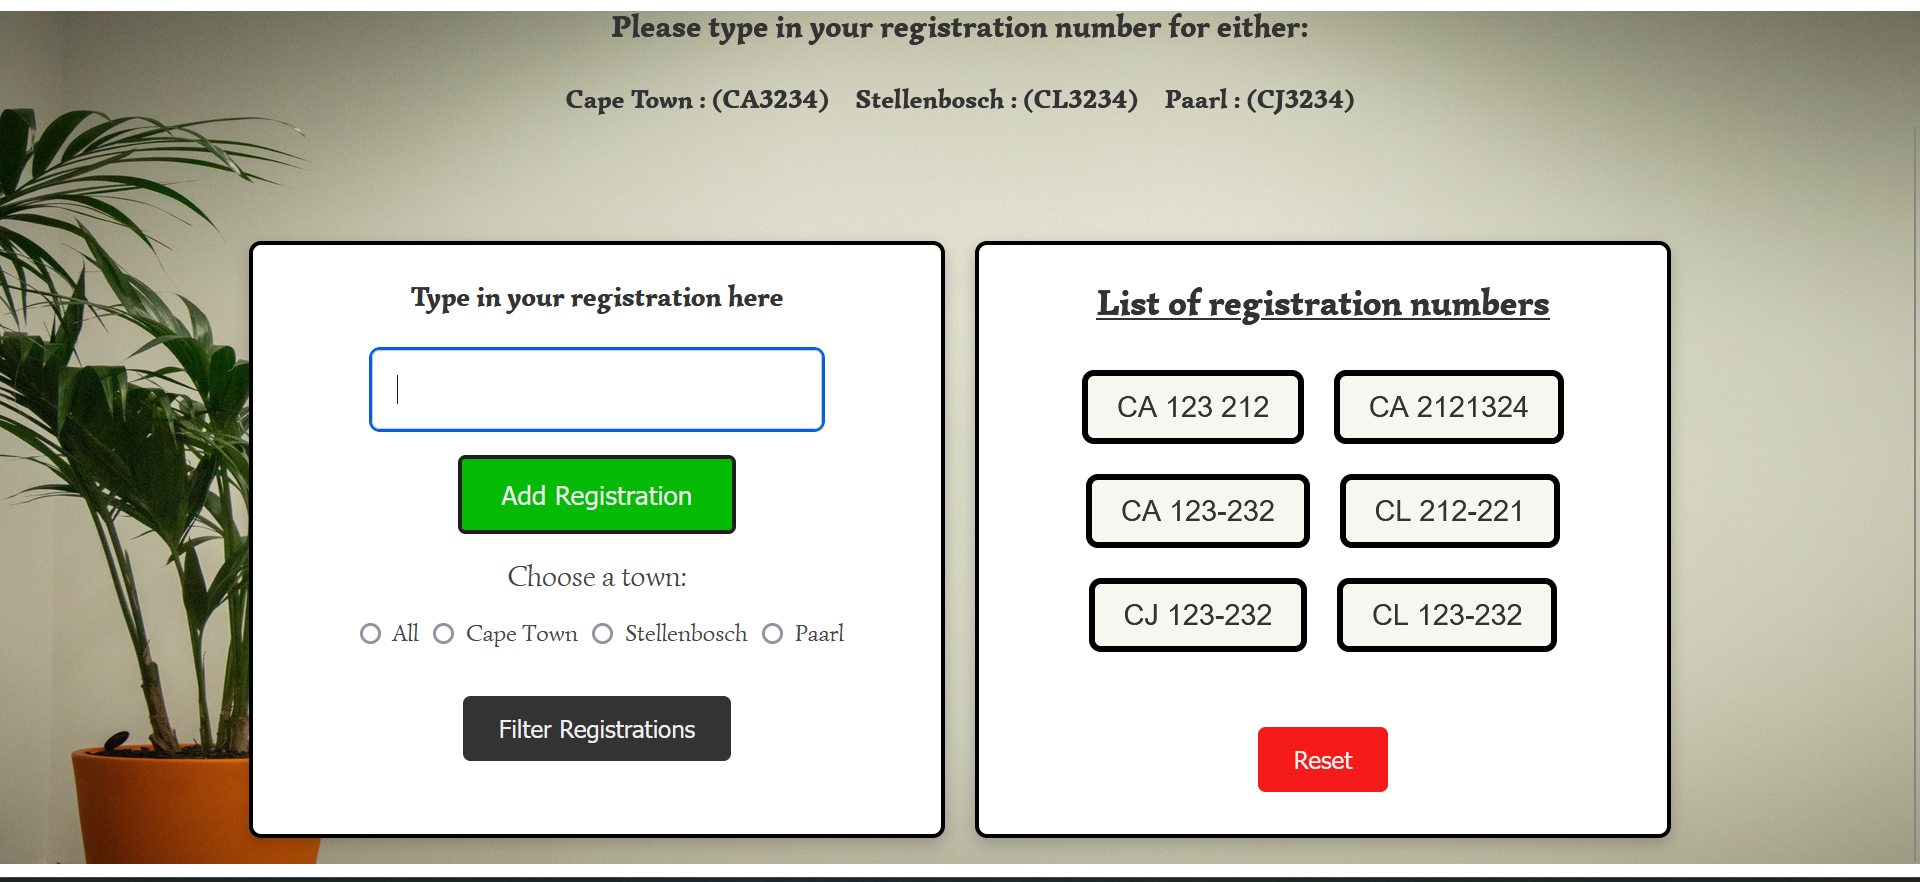 Please type in your registration number for either:
Cape Town : (CA3234) Stellenbosch : (CL3234) Paarl : (CJ3234)
Type in your registration here
Add Registration
Choose a town:
All Cape Town Stellenbosch Paarl
Filter Registrations
List of registration numbers
CA 123 212 CA 2121324
CA 123-232 CL 212-221
CJ 123-232 CL 123-232
Reset